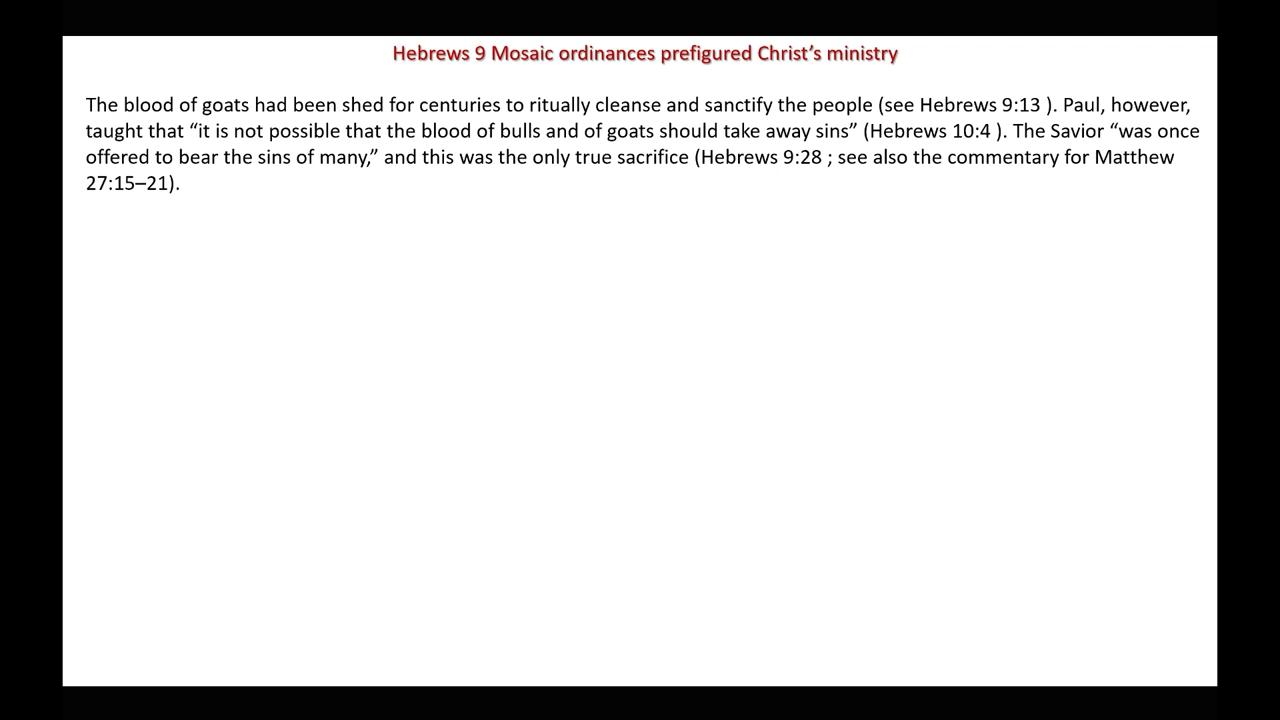 Hebrews 9 Mosaic ordinances prefigured Christ’s ministry
The blood of goats had been shed for centuries to ritually cleanse and sanctify the people (see Hebrews 9:13 ). Paul, however,
taught that “it is not possible that the blood of bulls and of goats should take away sins” (Hebrews 10:4 ). The Savior “was once
offered to bear the sins of many,” and this was the only true sacrifice (Hebrews 9:28 ; see also the commentary for Matthew
27:15–21).